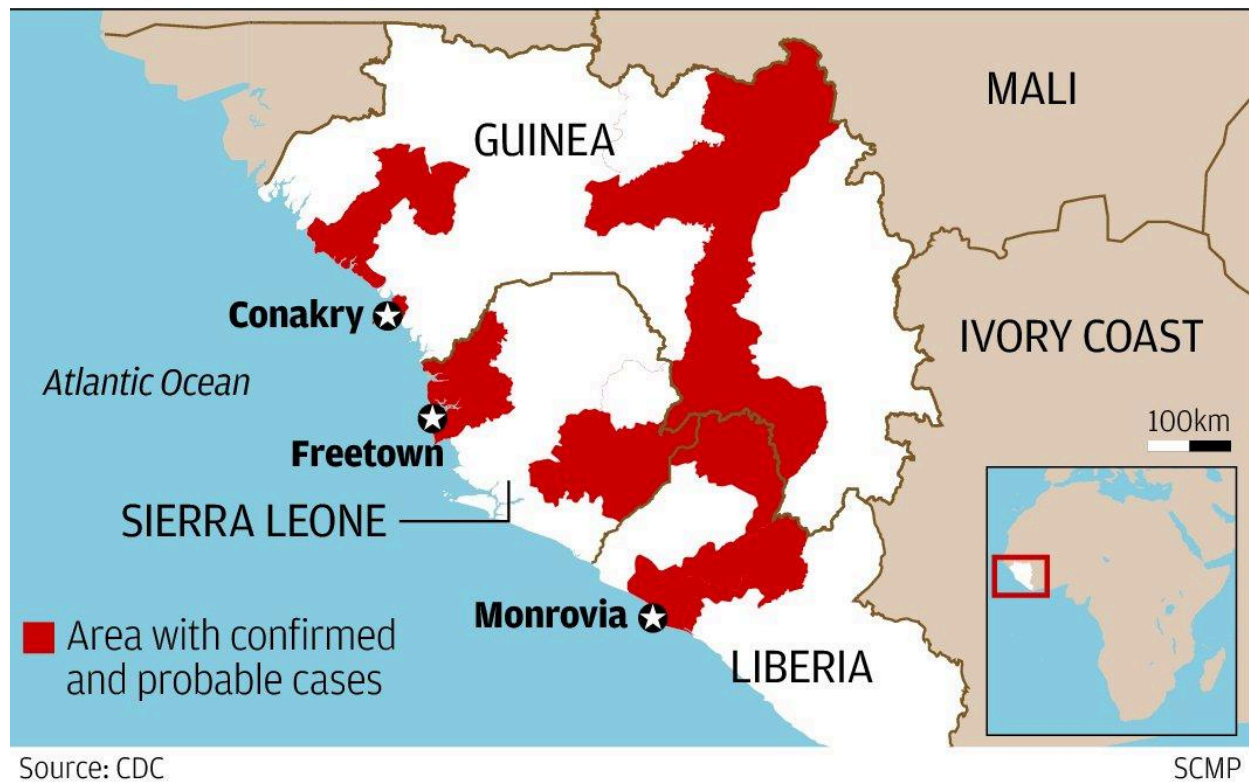 MALI
GUINEA
Conakry
IVORY COAST
Atlantic Ocean
100km
Freetown
SIERRA LEONE
Monrovia
Area with confirmed
and probable cases
LIBERIA
Source: CDC
SCMP